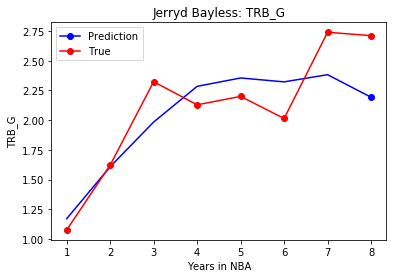 Jerryd Bayless: TRB_G
Prediction
True
TRB_G
2.75
2.50
2.25
2.00
1.75
1.50
1.25
1.00
1 2 3 4 5 6 7 8
Years in NBA